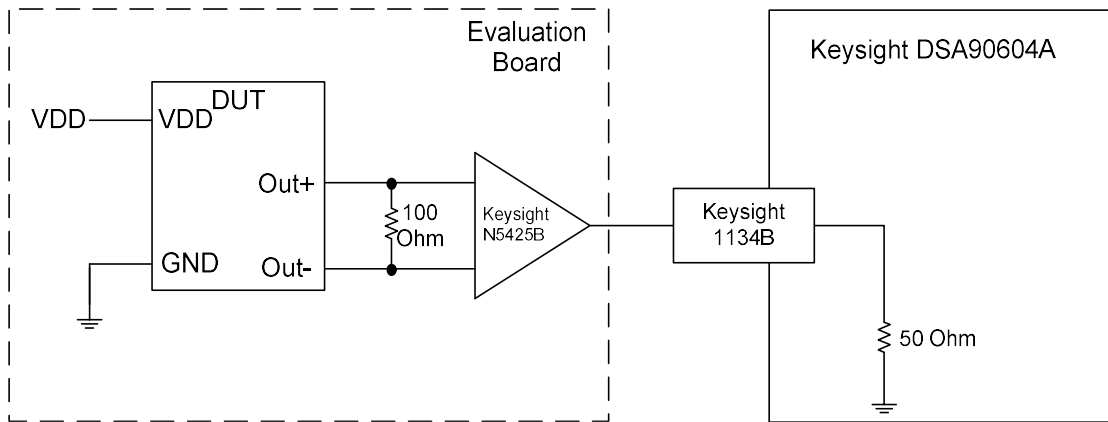 Evaluation
Board
Keysight DSA90604A
DUT
VDD
VDD
Out+
Keysight
N5425B
100
Ohm
Keysight
1134B
GND
Out-
50 Ohm